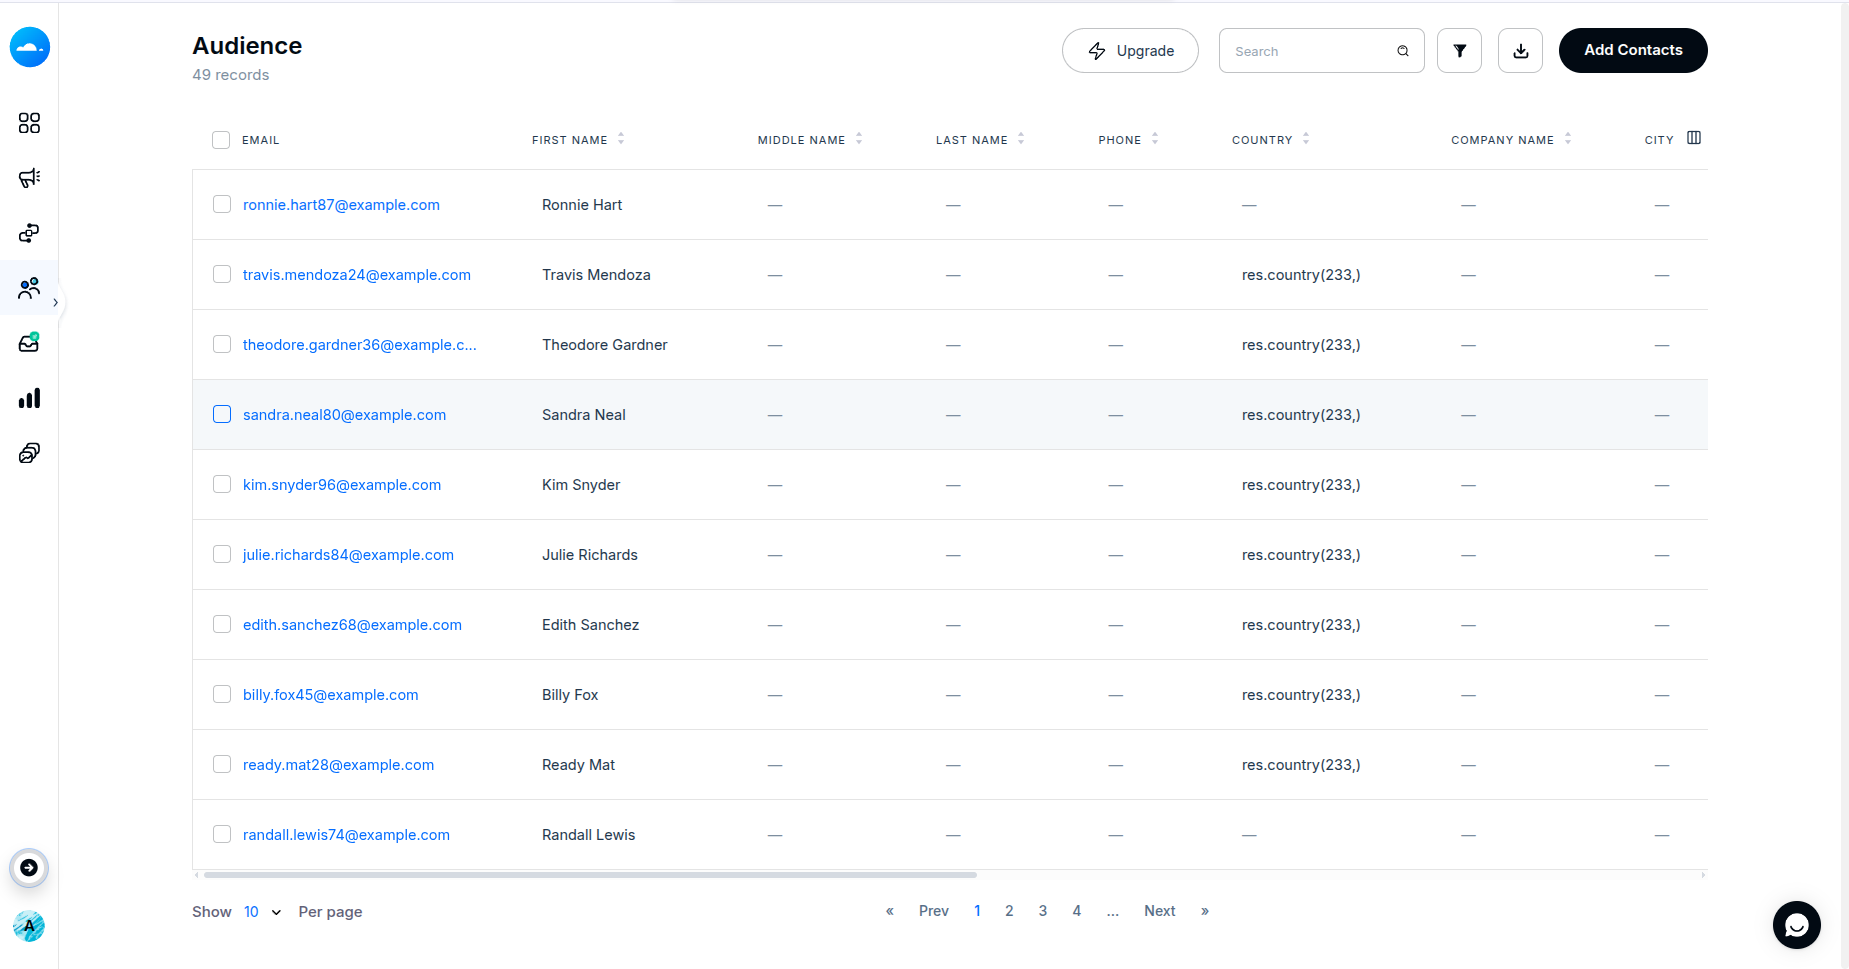 Audience
49 records
Upgrade
Search
Add Contacts
EMAIL FIRST NAME MIDDLE NAME LAST NAME PHONE COUNTRY COMPANY NAME CITY
ronnie.hart87@example.com Ronnie Hart — — — — — —
travis.mendoza24@example.com Travis Mendoza — — — res.country(233,) — —
theodore.gardner36@example.c... Theodore Gardner — — — res.country(233,) — —
sandra.neal80@example.com Sandra Neal — — — res.country(233,) — —
kim.snyder96@example.com Kim Snyder — — — res.country(233,) — —
julie.richards84@example.com Julie Richards — — — res.country(233,) — —
edith.sanchez68@example.com Edith Sanchez — — — res.country(233,) — —
billy.fox45@example.com Billy Fox — — — res.country(233,) — —
ready.mat28@example.com Ready Mat — — — res.country(233,) — —
randall.lewis74@example.com Randall Lewis — — — — — —
Show 10 Per page « Prev 1 2 3 4 ... Next »
A